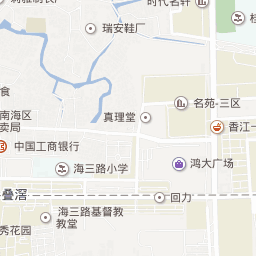 时代名轩
瑞安鞋厂
食
名苑-三区
南海区
真理堂
香江一
中国工商银行
海三路小学
鸿大广场
叠滘
回力
海三路基督教
教堂
秀花园